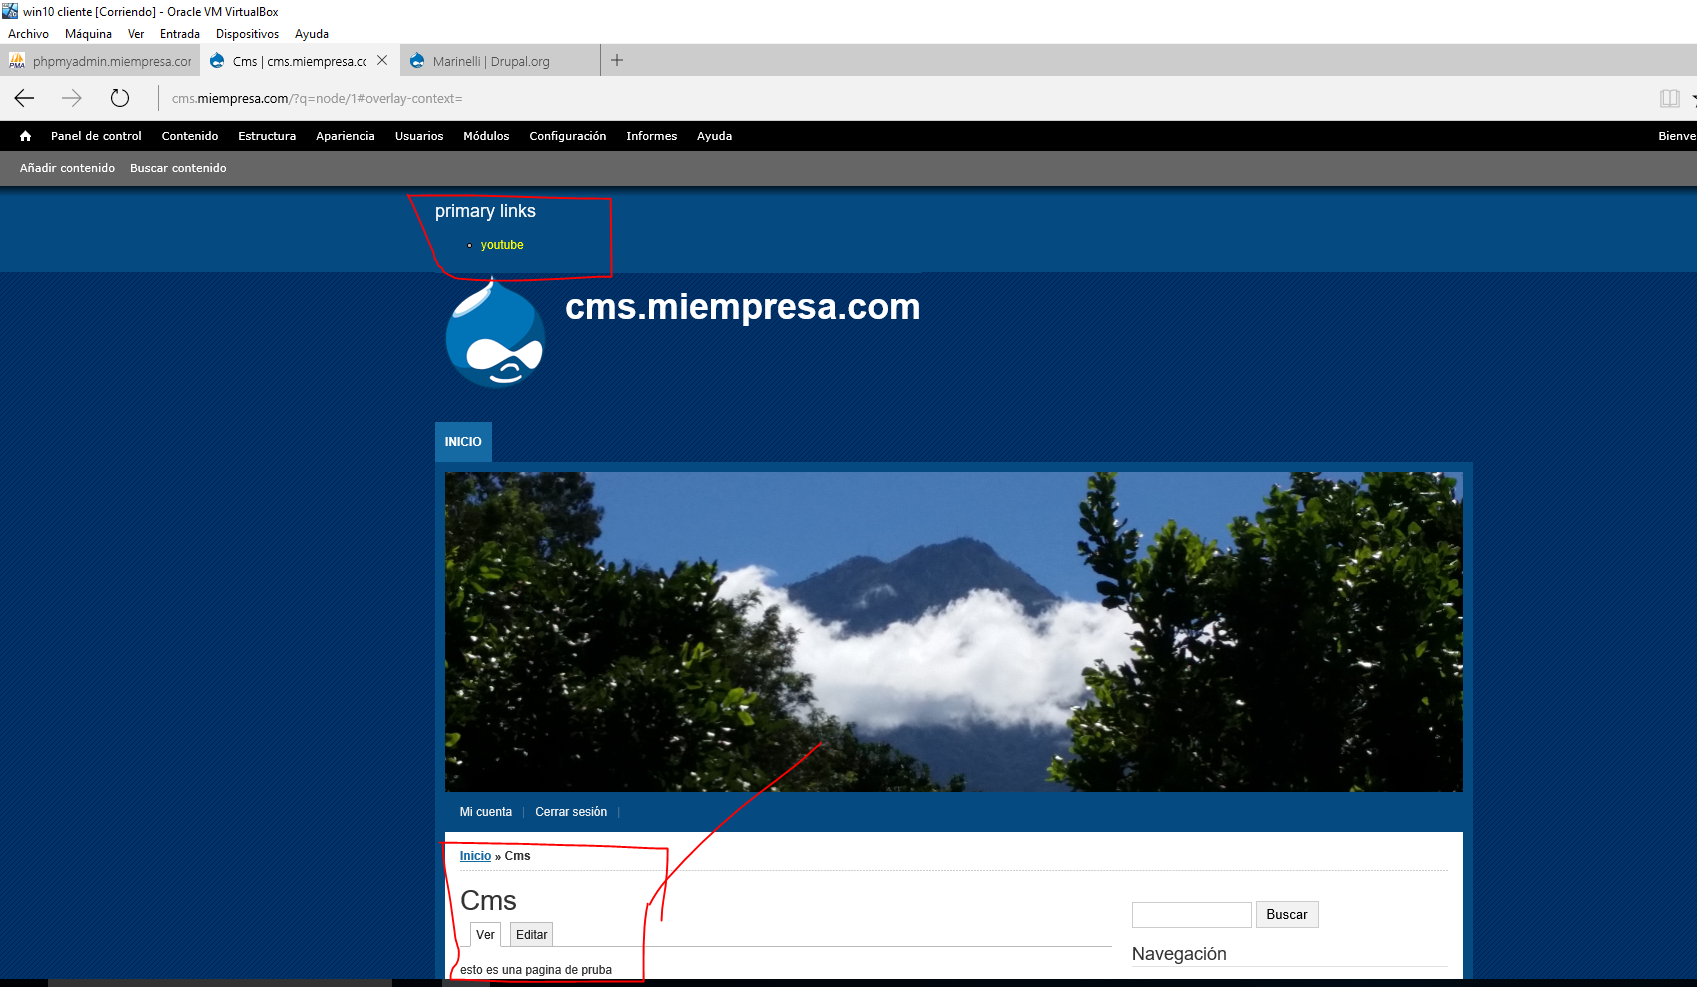 win10 cliente [Corriendo] - Oracle VM VirtualBox
Archivo Máquina Ver Entrada Dispositivos Ayuda
PMA phpmyadmin.miempresa.cor Cms | cms.miempresa.cc Marinelli | Drupal.org
cms.miempresa.com/?q=node/1#overlay-context=
Panel de control Contenido Estructura Apariencia Usuarios Módulos Configuración Informes Ayuda Bienve
Añadir contenido Buscar contenido
primary links
youtube
cms.miempresa.com
INICIO
Mi cuenta | Cerrar sesión |
Inicio » Cms
Cms
Buscar
Ver Editar
Navegación
esto es una pagina de pruba